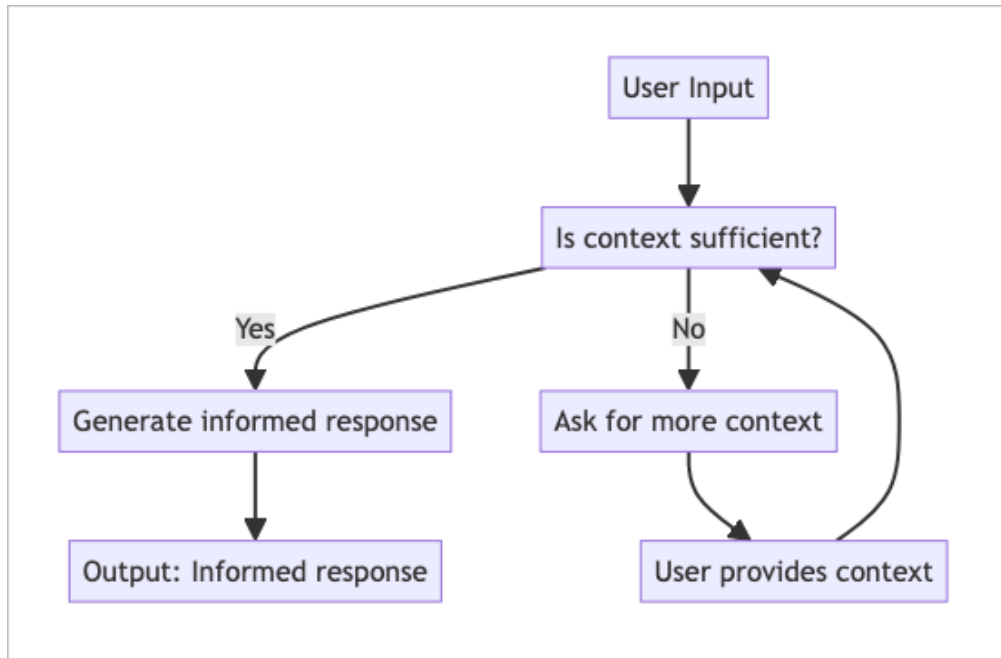 User Input
Is context sufficient?
Yes
No
Generate informed response
Ask for more context
Output: Informed response
User provides context